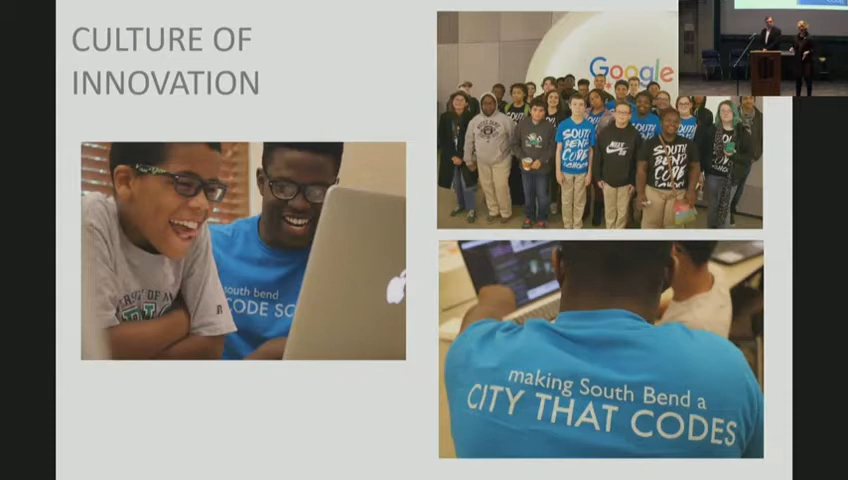 CULTURE OF
INNOVATION
Google
SOUTH
BEND
CODE
SCHOOL
SOUTH
BEND
CODE
south bend
CODE SC
making South Bend a
CITY THAT CODES